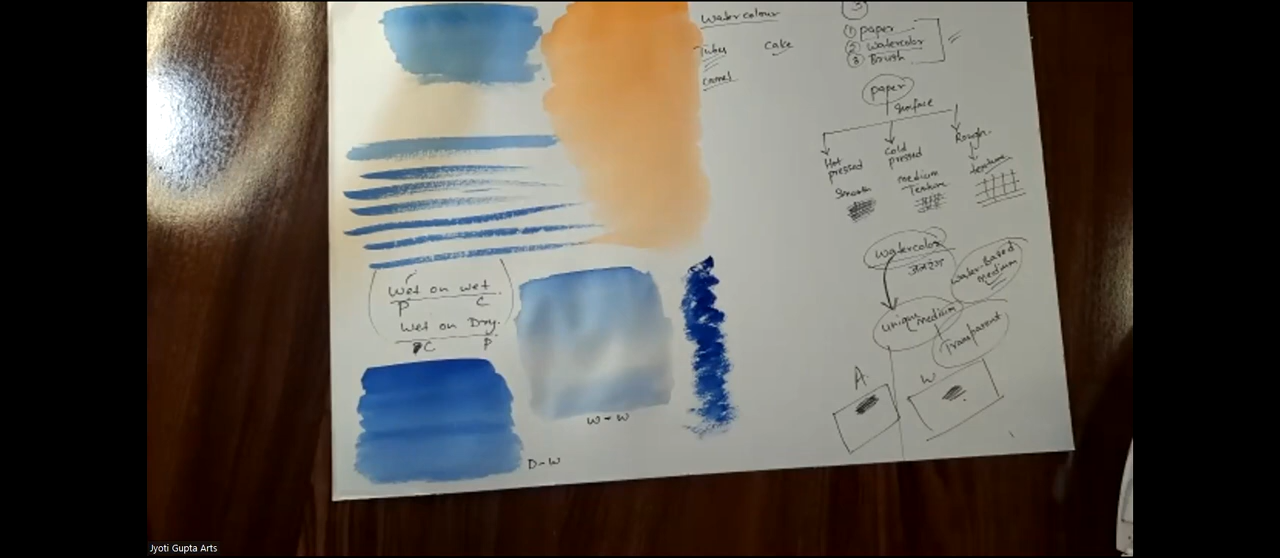 Watercolour
Tubes
Cake
Camel
3
① paper
② watercolor
③ Brush
paper
Surface
Hot pressed
Cold pressed
Rough
Smooth
medium Texture
texture
watercolor
जलरंग
water-Based medium
unique medium
Transparent
A
W
Wet on wet
P C
Wet on Dry
C P
W - W
D - W
Jyoti Gupta Arts